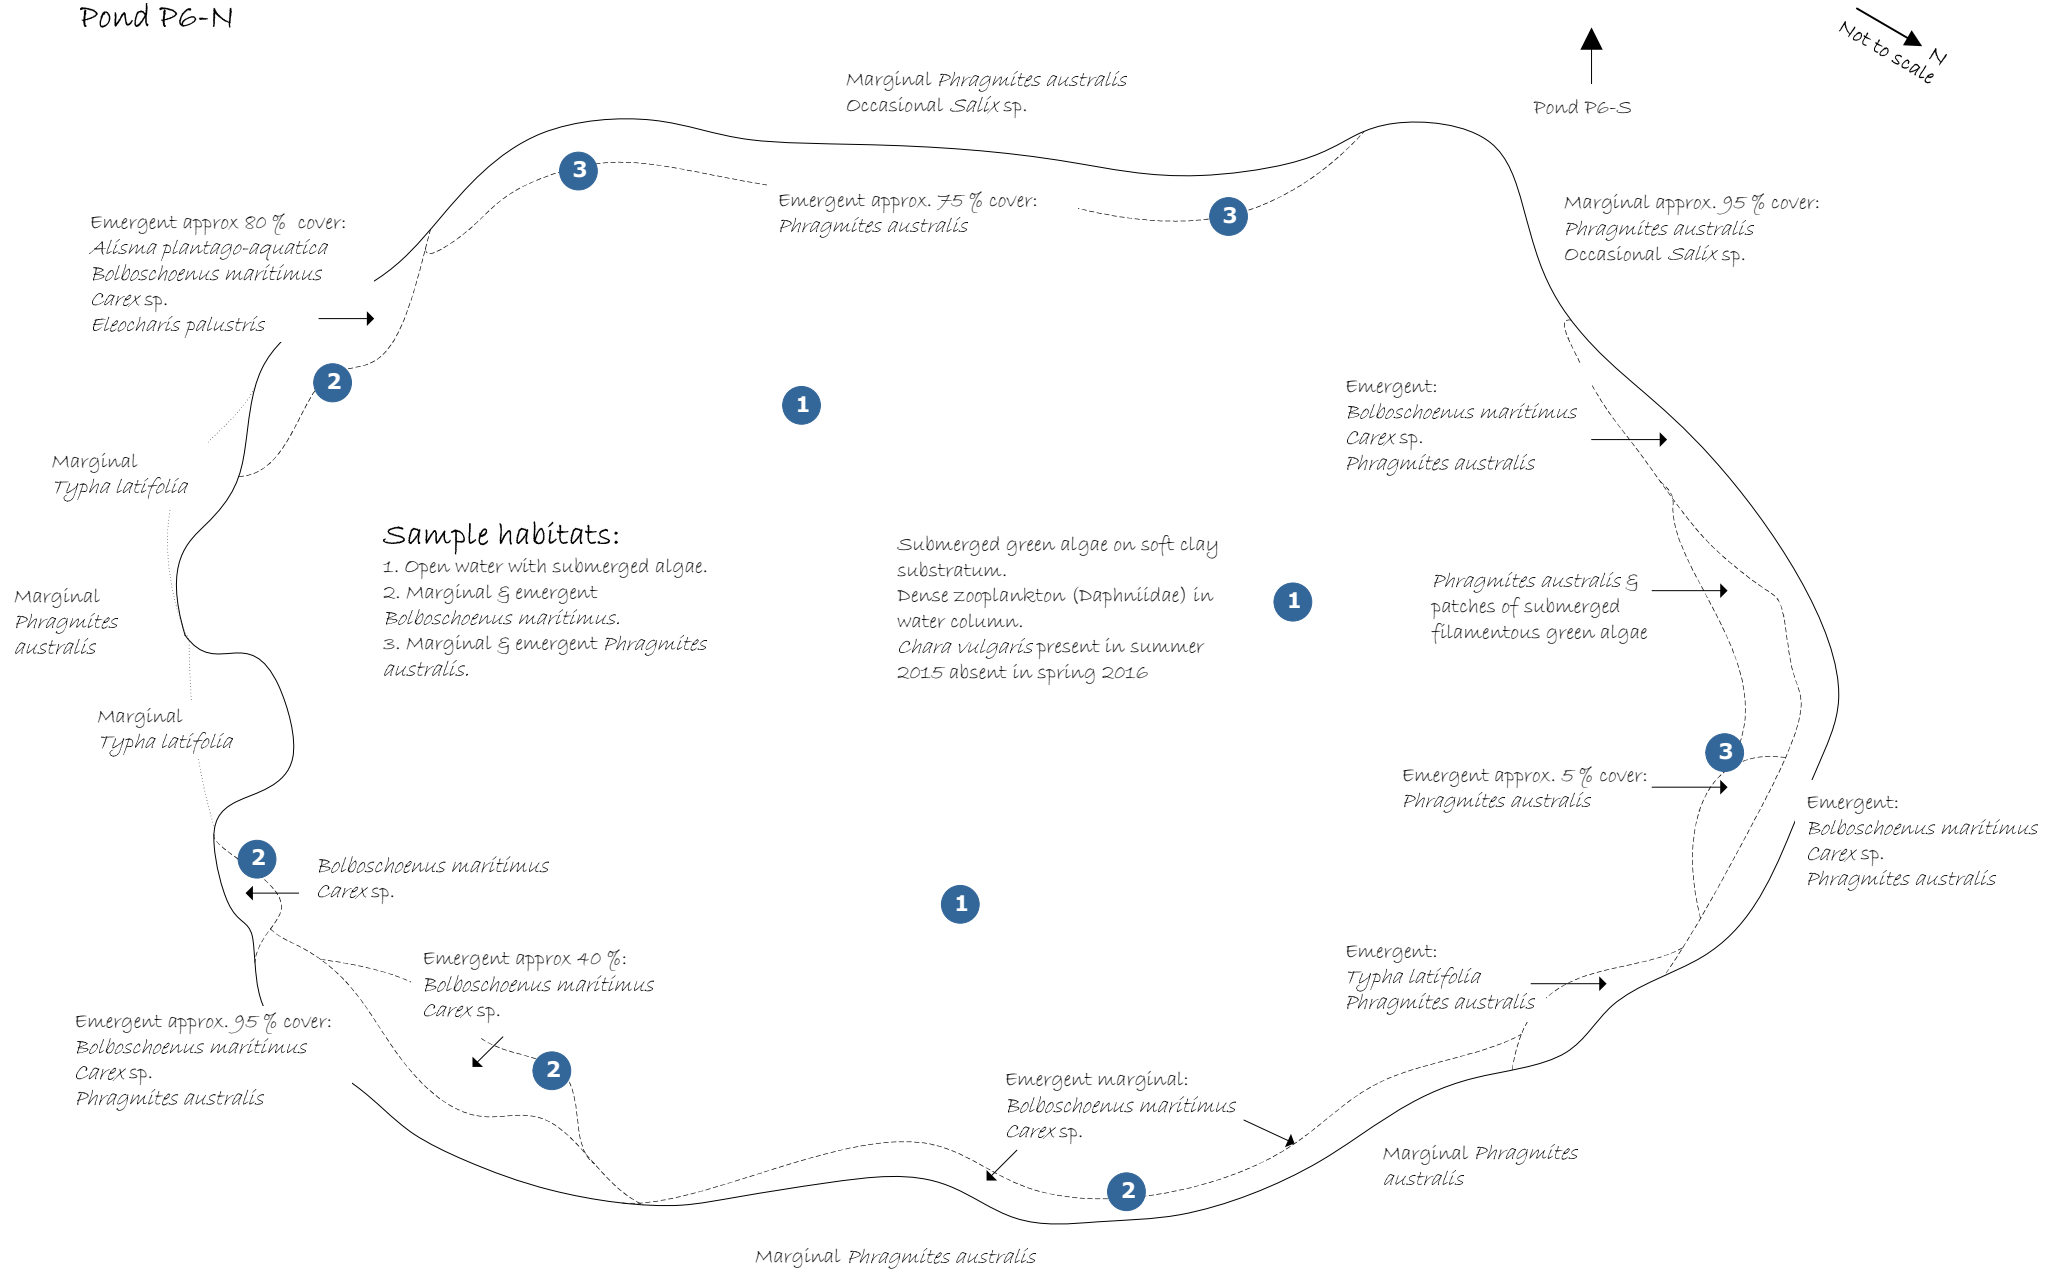 Pond P6-N
N
Not to scale
Pond P6-S
Marginal Phragmites australis
Occasional Salix sp.
3
Emergent approx. 75 % cover:
Phragmites australis
3
Marginal approx. 95 % cover:
Phragmites australis
Occasional Salix sp.
Emergent approx 80 % cover:
Alisma plantago-aquatica
Bolboschoenus maritimus
Carex sp.
Eleocharis palustris
2
1
Emergent:
Bolboschoenus maritimus
Carex sp.
Phragmites australis
Marginal
Typha latifolia
Sample habitats:
1. Open water with submerged algae.
2. Marginal & emergent
Bolboschoenus maritimus.
3. Marginal & emergent Phragmites
australis.
Submerged green algae on soft clay
substratum.
Dense zooplankton (Daphniidae) in
water column.
Chara vulgaris present in summer
2015 absent in spring 2016
1
Phragmites australis &
patches of submerged
filamentous green algae
Marginal
Phragmites
australis
Marginal
Typha latifolia
3
Emergent approx. 5 % cover:
Phragmites australis
Emergent:
Bolboschoenus maritimus
Carex sp.
Phragmites australis
2
Bolboschoenus maritimus
Carex sp.
1
Emergent approx 40 %:
Bolboschoenus maritimus
Carex sp.
Emergent:
Typha latifolia
Phragmites australis
Emergent approx. 95 % cover:
Bolboschoenus maritimus
Carex sp.
Phragmites australis
2
Emergent marginal:
Bolboschoenus maritimus
Carex sp.
2
Marginal Phragmites
australis
Marginal Phragmites australis